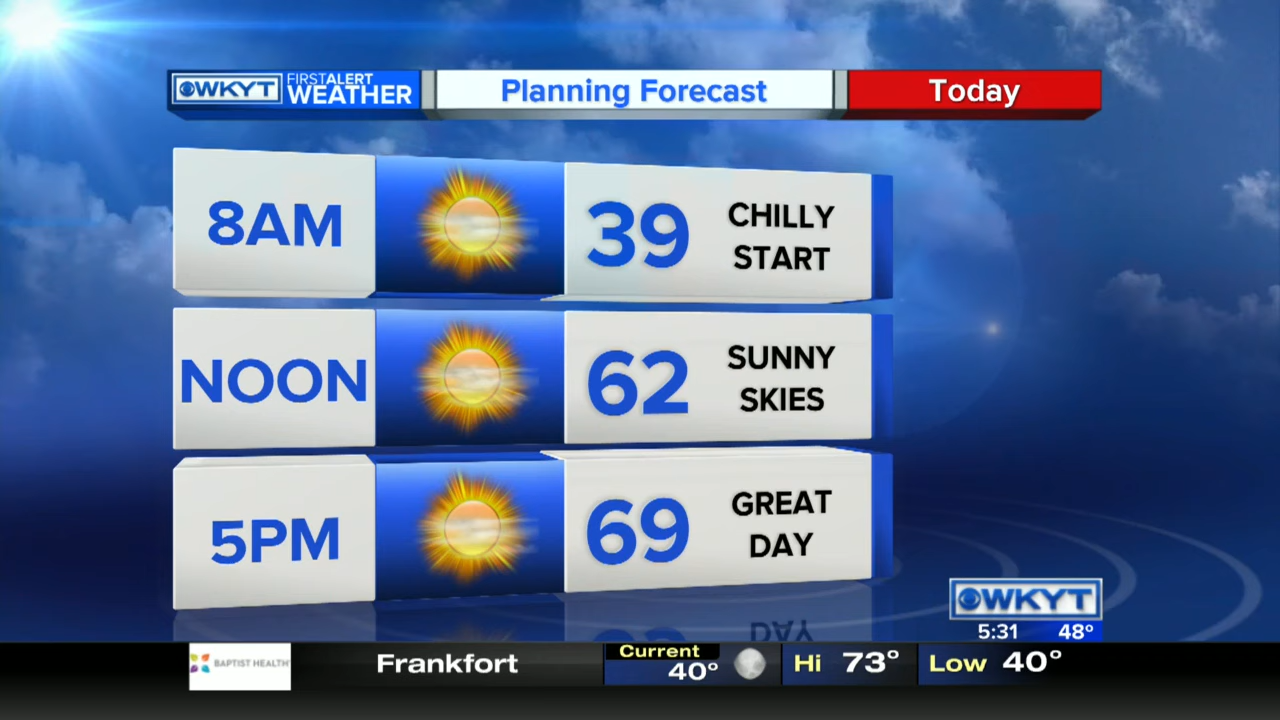 WKYT FIRST ALERT WEATHER
Planning Forecast
Today
8AM
39
CHILLY
START
NOON
62
SUNNY
SKIES
5PM
69
GREAT
DAY
WKYT
5:31 48°
BAPTIST HEALTH
Frankfort
Current
40°
Hi 73°
Low 40°